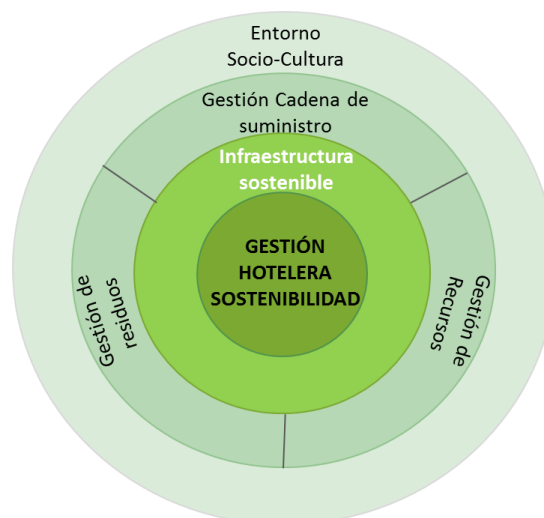 Entorno
Socio-Cultura
Gestión Cadena de
suministro
Infraestructura
sostenible
GESTIÓN
HOTELERA
SOSTENIBILIDAD
Gestión de
residuos
Gestión de
Recursos